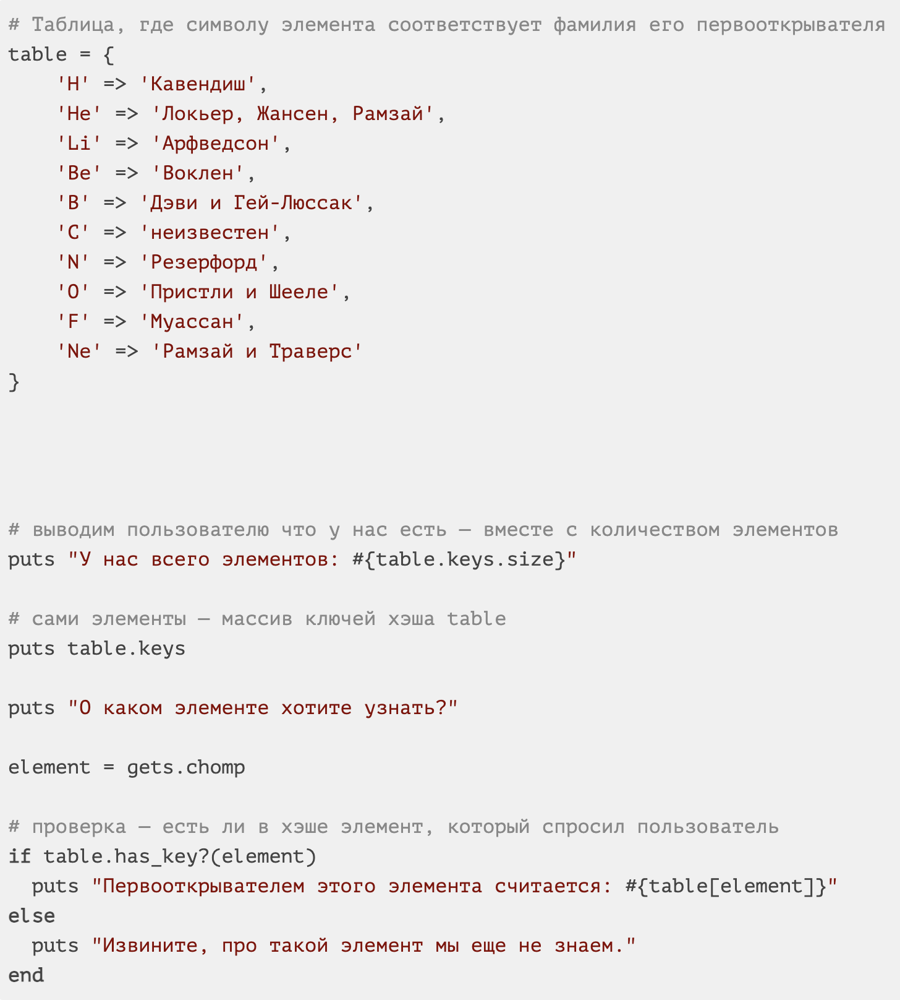 # Таблица, где символу элемента соответствует фамилия его первооткрывателя
table = {
    'H' => 'Кавендиш',
    'He' => 'Локьер, Жансен, Рамзай',
    'Li' => 'Арфведсон',
    'Be' => 'Воклен',
    'B' => 'Дэви и Гей-Люссак',
    'C' => 'неизвестен',
    'N' => 'Резерфорд',
    'O' => 'Пристли и Шееле',
    'F' => 'Муассан',
    'Ne' => 'Рамзай и Траверс'
}
# выводим пользователю что у нас есть — вместе с количеством элементов
puts "У нас всего элементов: #{table.keys.size}"
# сами элементы — массив ключей хэша table
puts table.keys
puts "О каком элементе хотите узнать?"
element = gets.chomp
# проверка — есть ли в хэше элемент, который спросил пользователь
if table.has_key?(element)
  puts "Первооткрывателем этого элемента считается: #{table[element]}"
else
  puts "Извините, про такой элемент мы еще не знаем."
end